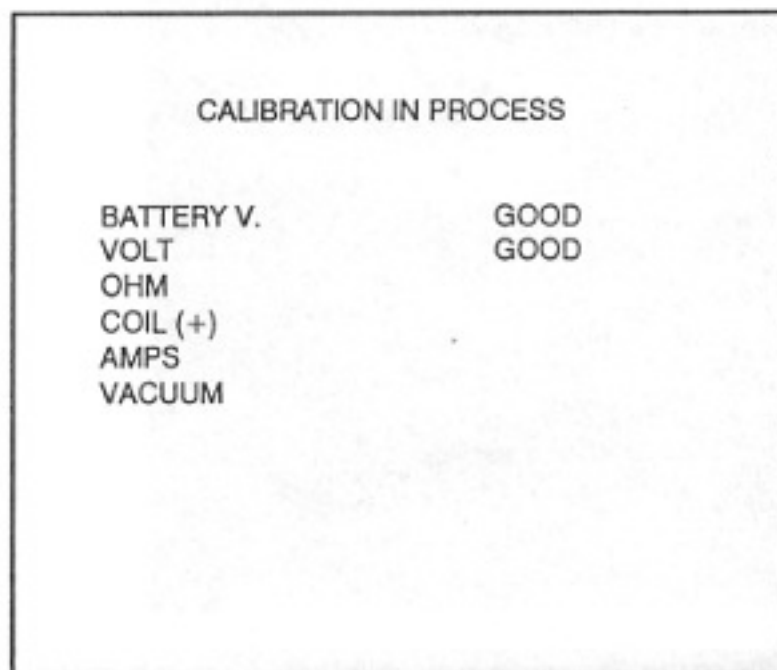 CALIBRATION IN PROCESS
BATTERY V. GOOD
VOLT GOOD
OHM
COIL (+)
AMPS
VACUUM